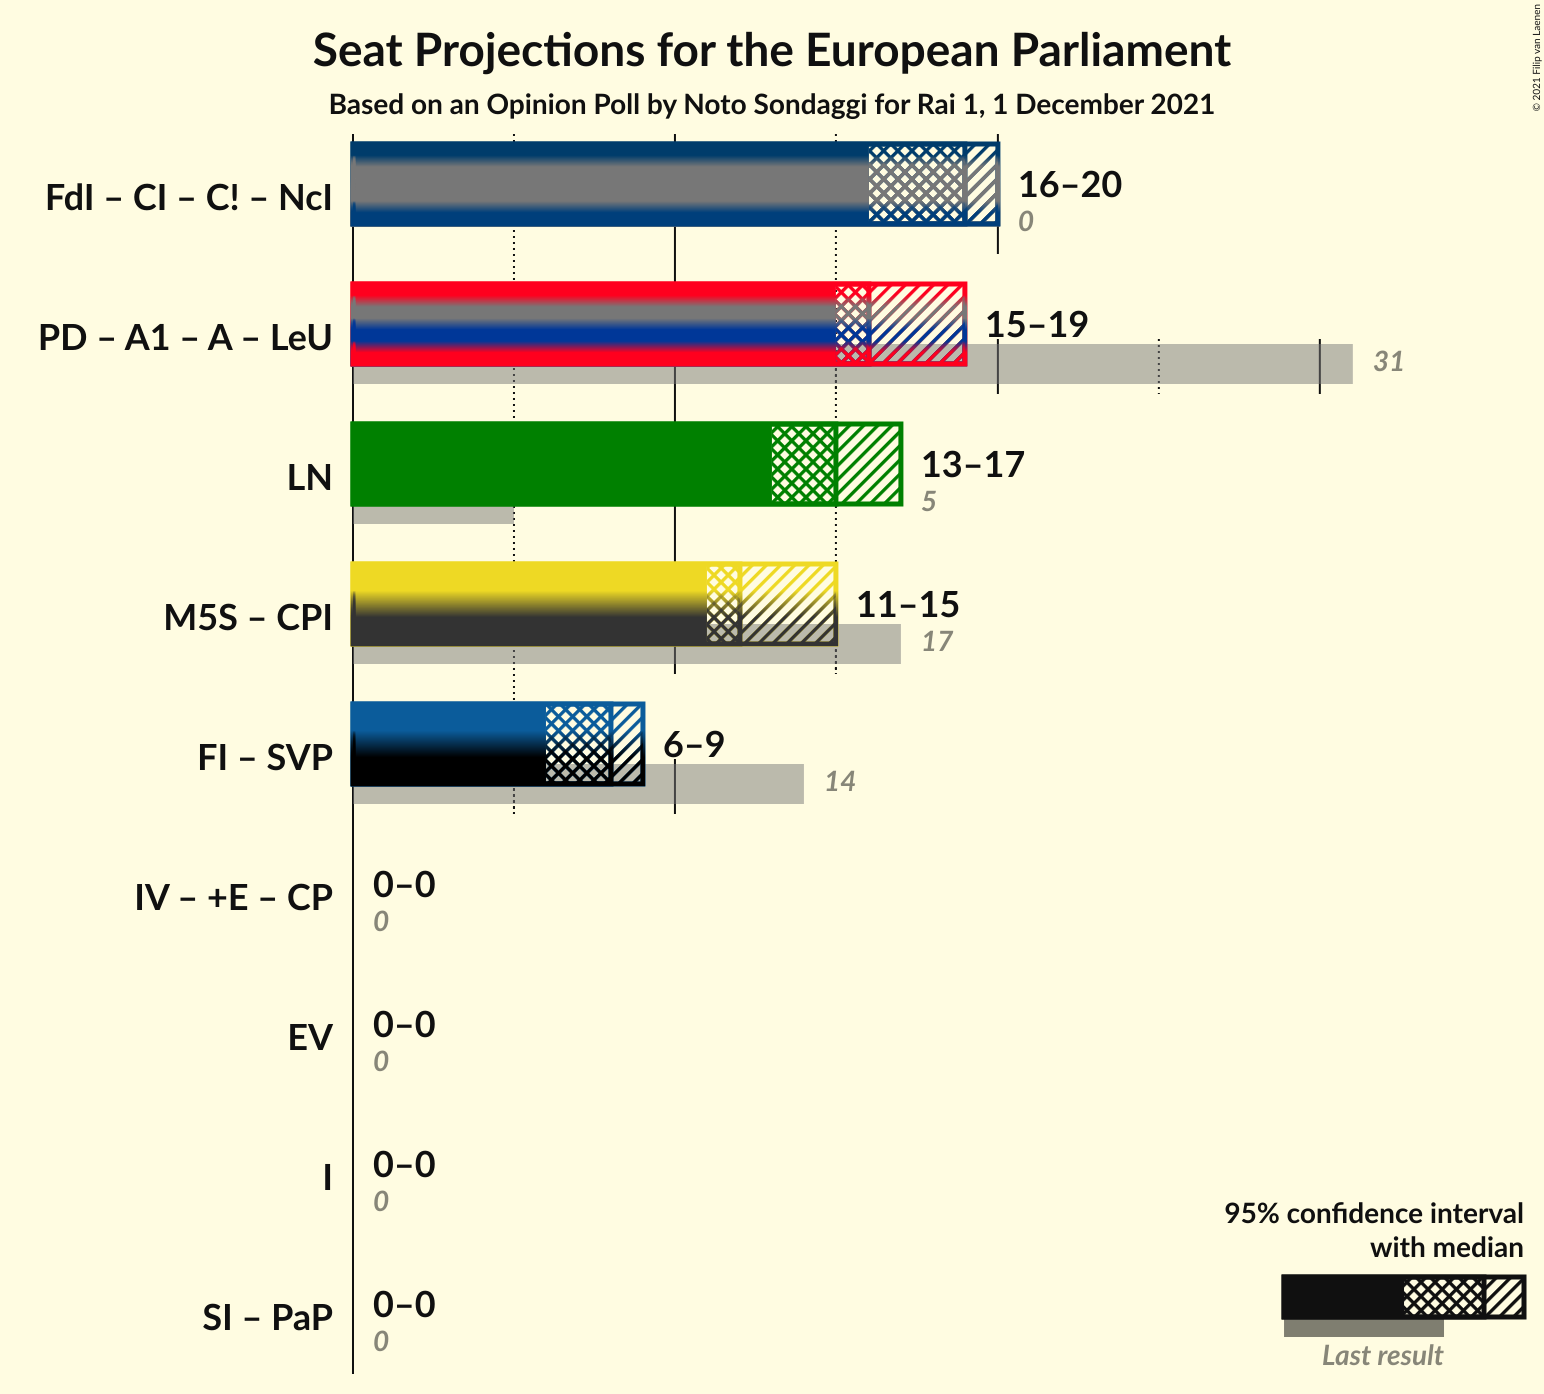 Seat Projections for the European Parliament
Based on an Opinion Poll by Noto Sondaggi for Rai 1, 1 December 2021
© 2021 Filip van Laenen
FdI – CI – C! – NcI
16–20
0
PD – A1 – A – LeU
15–19
31
LN
13–17
5
M5S – CPI
11–15
17
FI – SVP
6–9
14
IV – +E – CP
0–0
0
EV
0–0
0
I
0–0
0
SI – PaP
0–0
0
95% confidence interval
with median
Last result